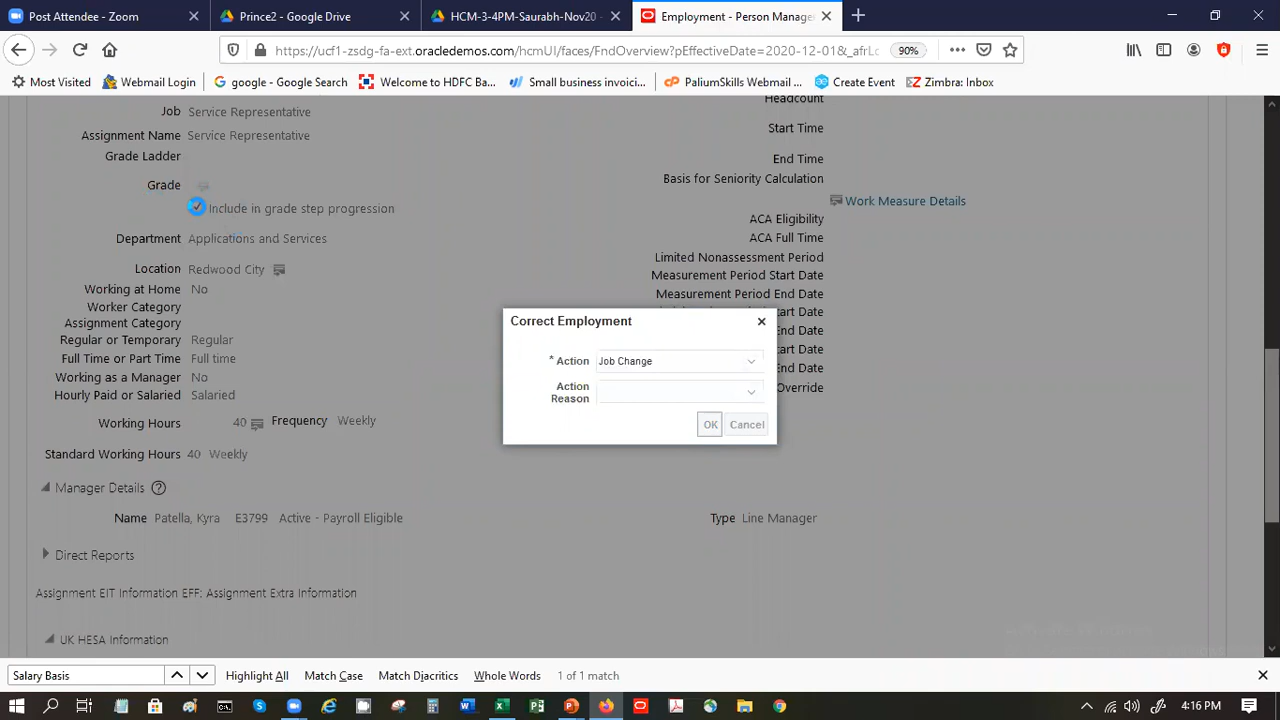 Post Attendee - Zoom
Prince2 - Google Drive
HCM-3-4PM-Saurabh-Nov20 -
Employment - Person Manage
https://ucf1-zsdg-fa-ext.oracledemos.com/hcmUI/faces/FndOverview?pEffectiveDate=2020-12-01&_afrLo
90%
Most Visited
Webmail Login
google - Google Search
Welcome to HDFC Ba...
Small business invoici...
PaliumSkills Webmail ...
Create Event
Zimbra: Inbox
Job Service Representative
Assignment Name Service Representative
Grade Ladder
Grade
Include in grade step progression
Department Applications and Services
Location Redwood City
Working at Home No
Worker Category
Assignment Category
Regular or Temporary Regular
Full Time or Part Time Full time
Working as a Manager No
Hourly Paid or Salaried Salaried
Working Hours 40 Frequency Weekly
Standard Working Hours 40 Weekly
Headcount
Start Time
End Time
Basis for Seniority Calculation
Work Measure Details
ACA Eligibility
ACA Full Time
Limited Nonassessment Period
Measurement Period Start Date
Measurement Period End Date
Start Date
End Date
Start Date
End Date
Override
Correct Employment
* Action Job Change
Action
Reason
OK Cancel
Manager Details
Name Patella, Kyra E3799 Active - Payroll Eligible
Type Line Manager
Direct Reports
Assignment EIT Information EFF: Assignment Extra Information
UK HESA Information
Salary Basis
Highlight All
Match Case
Match Diacritics
Whole Words
1 of 1 match
4:16 PM